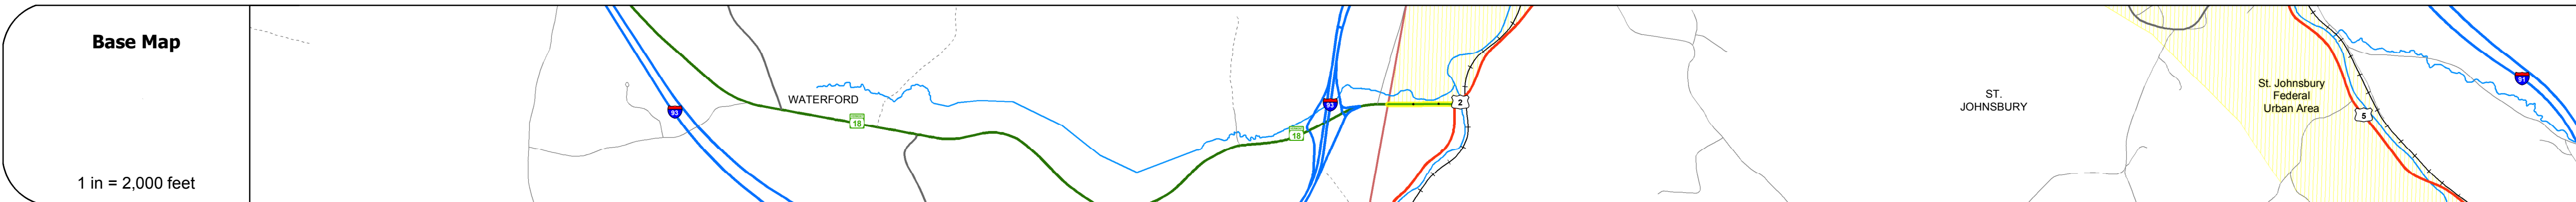 Base Map
1 in = 2,000 feet
93
WATERFORD
18
18
93
2
ST.
JOHNSBURY
St. Johnsbury
Federal
Urban Area
5
91